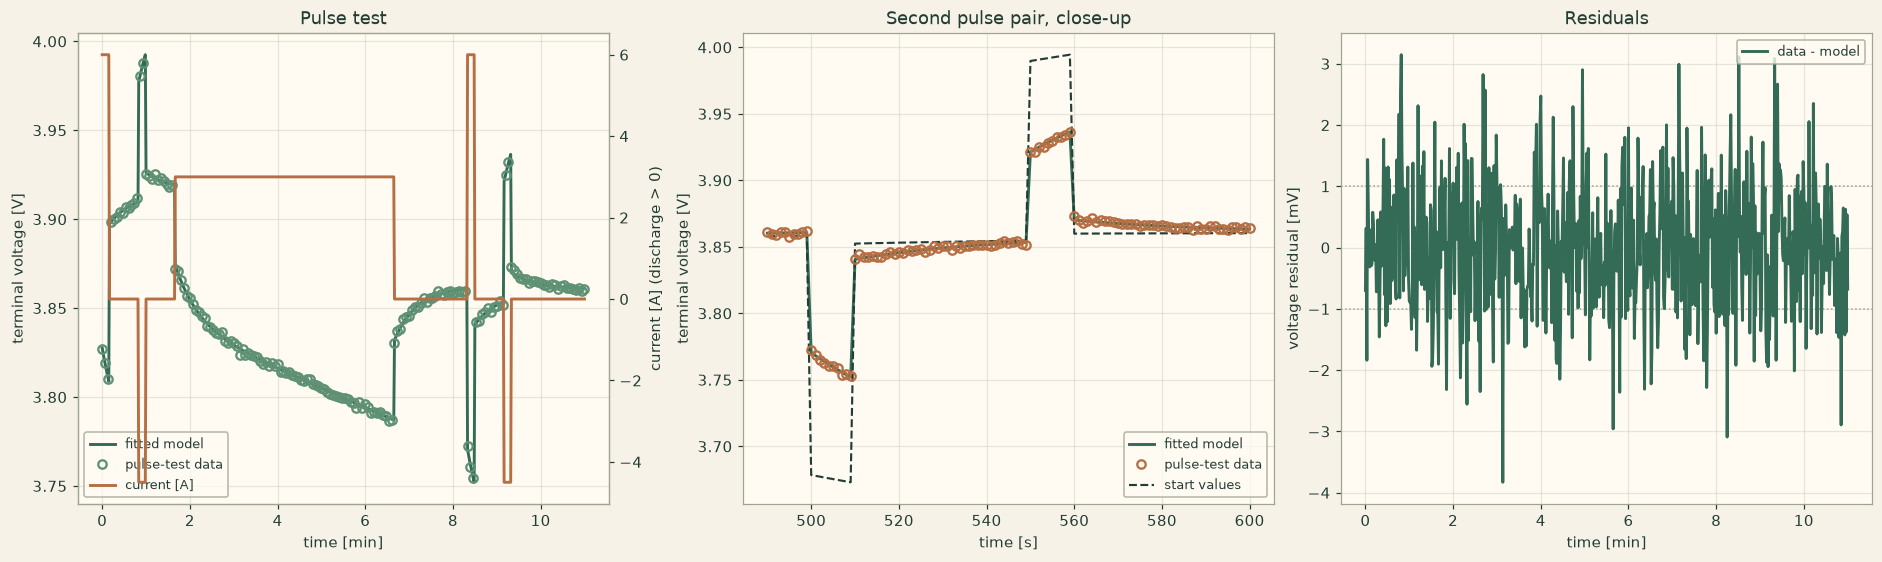 Pulse test
4.00
3.95
3.90
3.85
3.80
3.75
terminal voltage [V]
6
4
2
0
−2
−4
current [A] (discharge > 0)
fitted model
pulse-test data
current [A]
0 2 4 6 8 10
time [min]
Second pulse pair, close-up
4.00
3.95
3.90
3.85
3.80
3.75
3.70
terminal voltage [V]
fitted model
pulse-test data
start values
500 520 540 560 580 600
time [s]
Residuals
data - model
3
2
1
0
−1
−2
−3
−4
voltage residual [mV]
0 2 4 6 8 10
time [min]